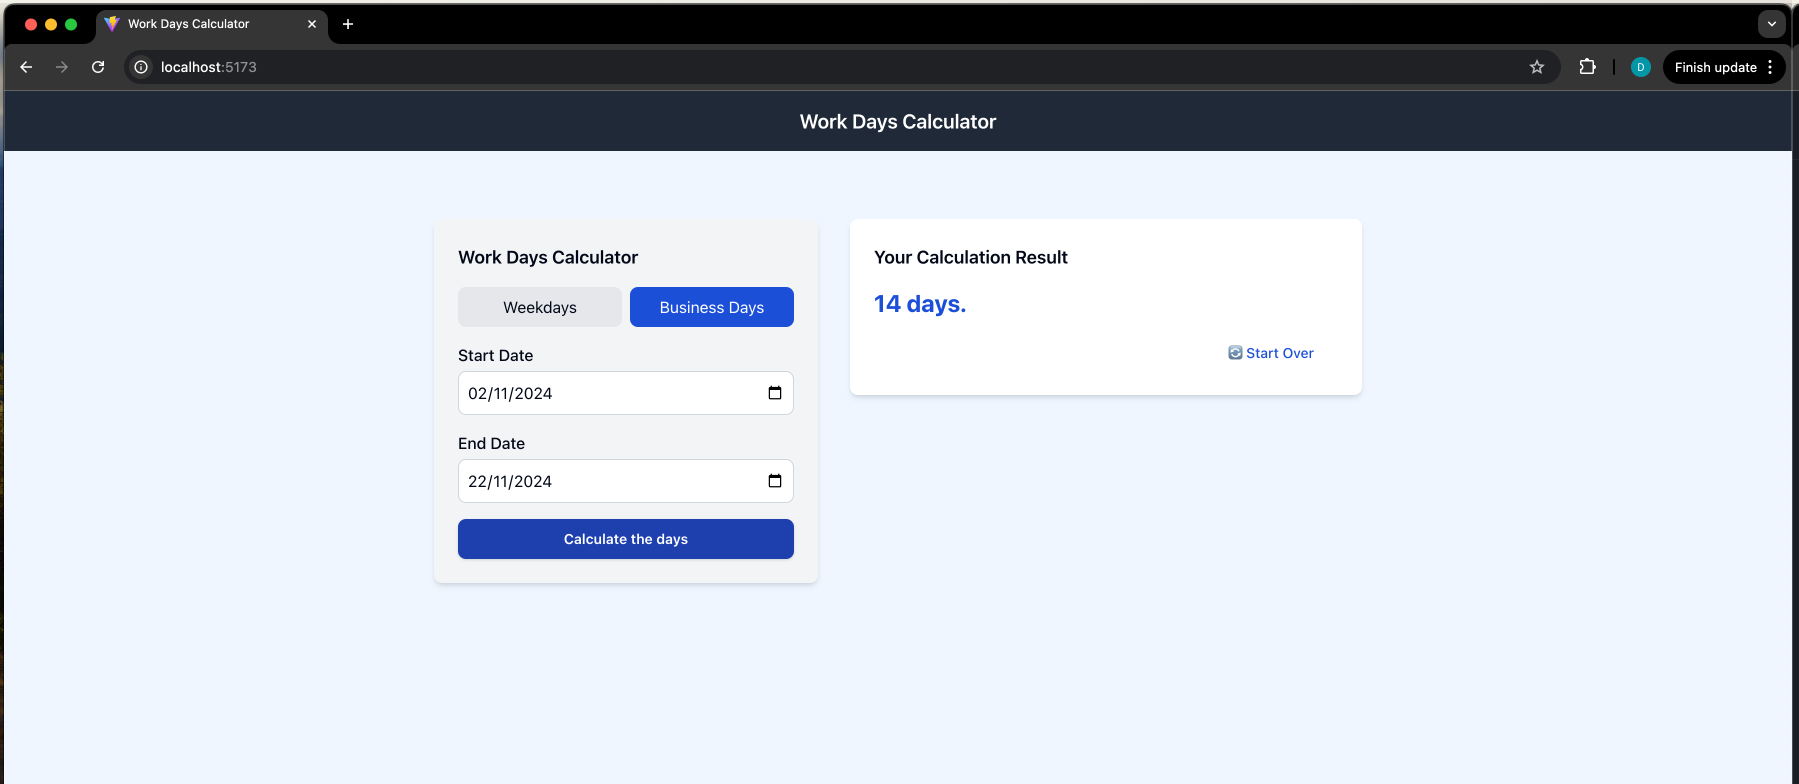 Work Days Calculator
localhost:5173
D
Finish update
Work Days Calculator
Work Days Calculator
Weekdays
Business Days
Start Date
02/11/2024
End Date
22/11/2024
Calculate the days
Your Calculation Result
14 days.
Start Over